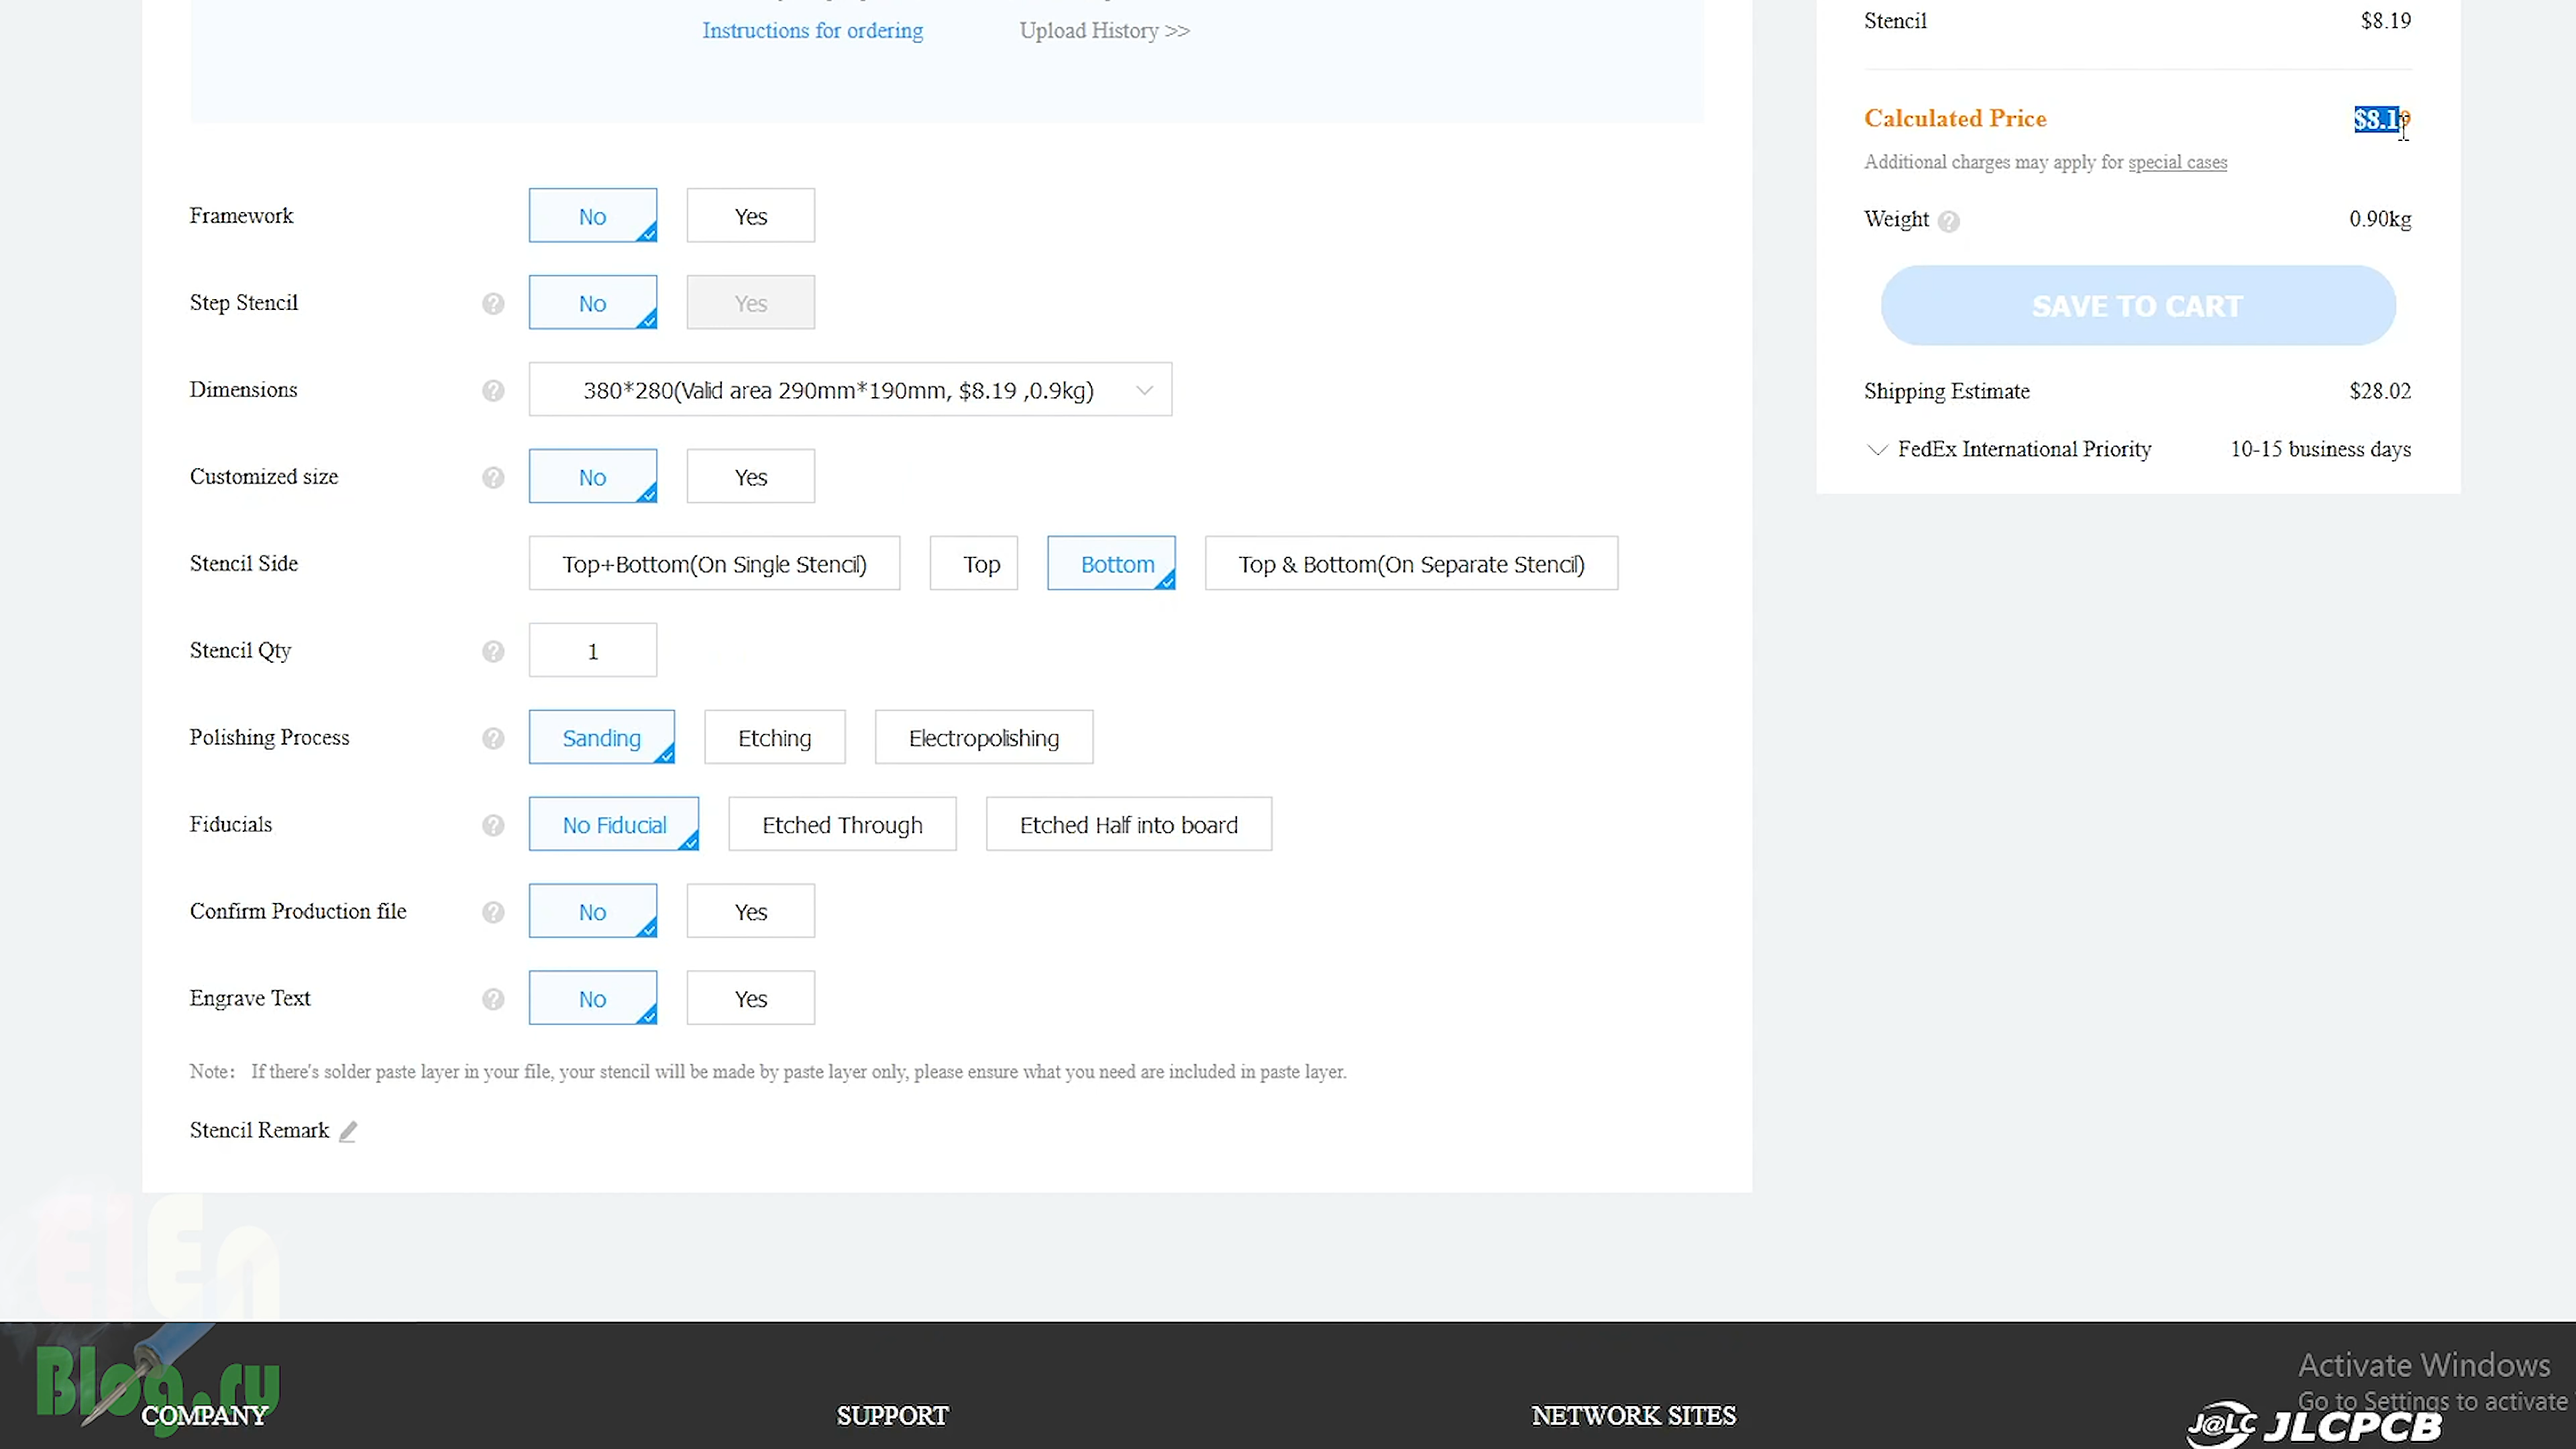 Instructions for ordering Upload History >>
Stencil $8.19
Calculated Price $8.19
Additional charges may apply for special cases
Framework No Yes
Weight ? 0.90kg
Step Stencil ? No Yes
SAVE TO CART
Dimensions ? 380*280(Valid area 290mm*190mm, $8.19 ,0.9kg)
Shipping Estimate $28.02
FedEx International Priority 10-15 business days
Customized size ? No Yes
Stencil Side Top+Bottom(On Single Stencil) Top Bottom Top & Bottom(On Separate Stencil)
Stencil Qty ? 1
Polishing Process ? Sanding Etching Electropolishing
Fiducials ? No Fiducial Etched Through Etched Half into board
Confirm Production file ? No Yes
Engrave Text ? No Yes
Note: If there's solder paste layer in your file, your stencil will be made by paste layer only, please ensure what you need are included in paste layer.
Stencil Remark
ElEn
Blog.ru
COMPANY SUPPORT NETWORK SITES
Activate Windows
Go to Settings to activate
J@LC JLCPCB